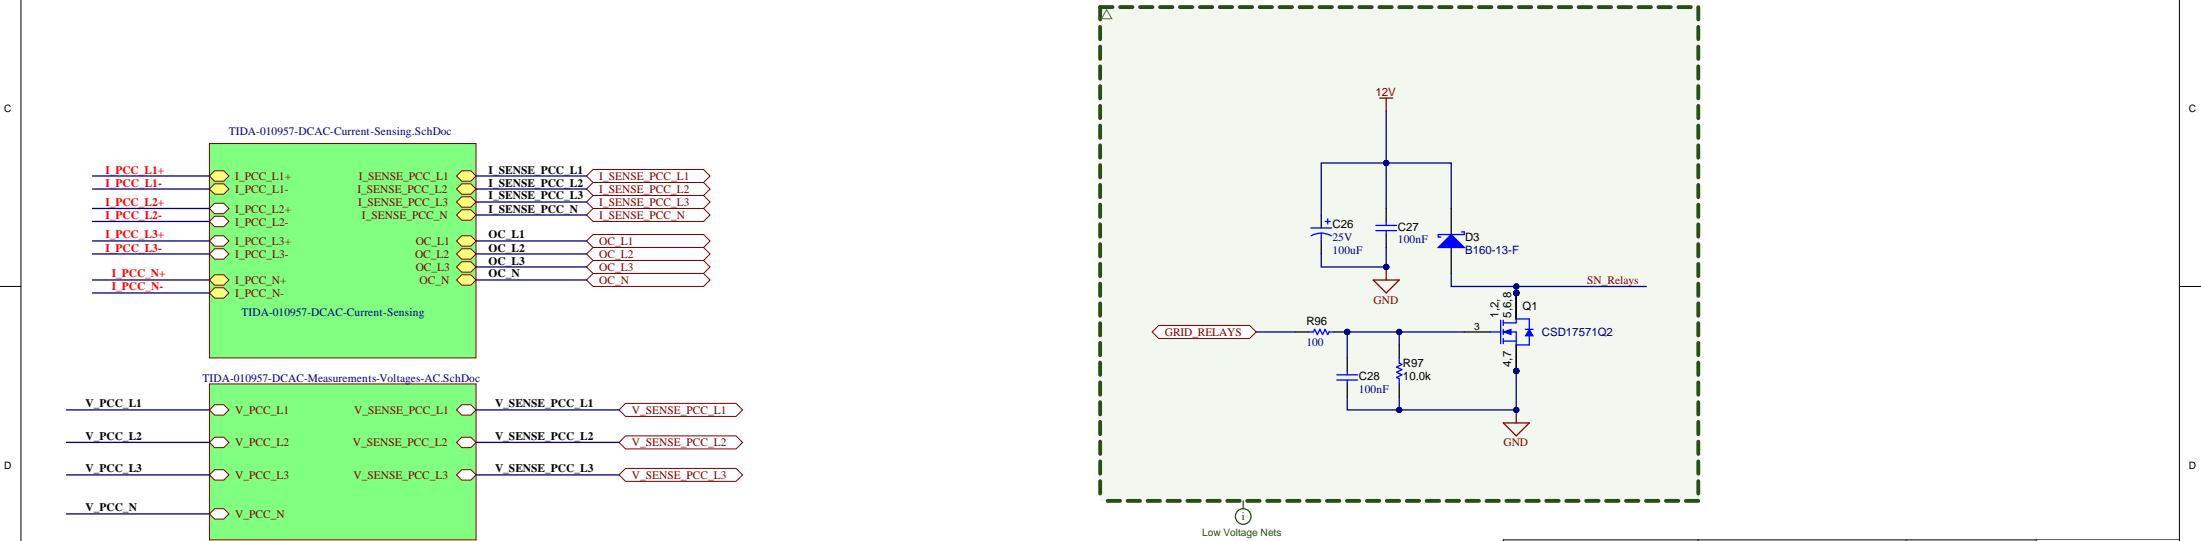 C
C
TIDA-010957-DCAC-Current-Sensing.SchDoc
I_PCC_L1+ I_PCC_L1+ I_SENSE_PCC_L1 I_SENSE_PCC_L1 I_SENSE_PCC_L1
I_PCC_L1- I_PCC_L1- I_SENSE_PCC_L2 I_SENSE_PCC_L2 I_SENSE_PCC_L2
I_PCC_L2+ I_PCC_L2+ I_SENSE_PCC_L3 I_SENSE_PCC_L3 I_SENSE_PCC_L3
I_PCC_L2- I_PCC_L2- I_SENSE_PCC_N I_SENSE_PCC_N I_SENSE_PCC_N
I_PCC_L3+ I_PCC_L3+ OC_L1 OC_L1 OC_L1
I_PCC_L3- I_PCC_L3- OC_L2 OC_L2 OC_L2
OC_L3 OC_L3 OC_L3
I_PCC_N+ I_PCC_N+ OC_N OC_N OC_N
I_PCC_N- I_PCC_N-
TIDA-010957-DCAC-Current-Sensing
TIDA-010957-DCAC-Measurements-Voltages-AC.SchDoc
V_PCC_L1 V_PCC_L1 V_SENSE_PCC_L1 V_SENSE_PCC_L1 V_SENSE_PCC_L1
V_PCC_L2 V_PCC_L2 V_SENSE_PCC_L2 V_SENSE_PCC_L2 V_SENSE_PCC_L2
V_PCC_L3 V_PCC_L3 V_SENSE_PCC_L3 V_SENSE_PCC_L3 V_SENSE_PCC_L3
V_PCC_N V_PCC_N
12V
+
C26
25V
100uF
C27
100nF
D3
B160-13-F
GND
SN_Relays
1,2,
5,6,8
Q1
CSD17571Q2
3
4,7
GRID_RELAYS
R96
100
C28
100nF
R97
10.0k
GND
i
Low Voltage Nets
D
D